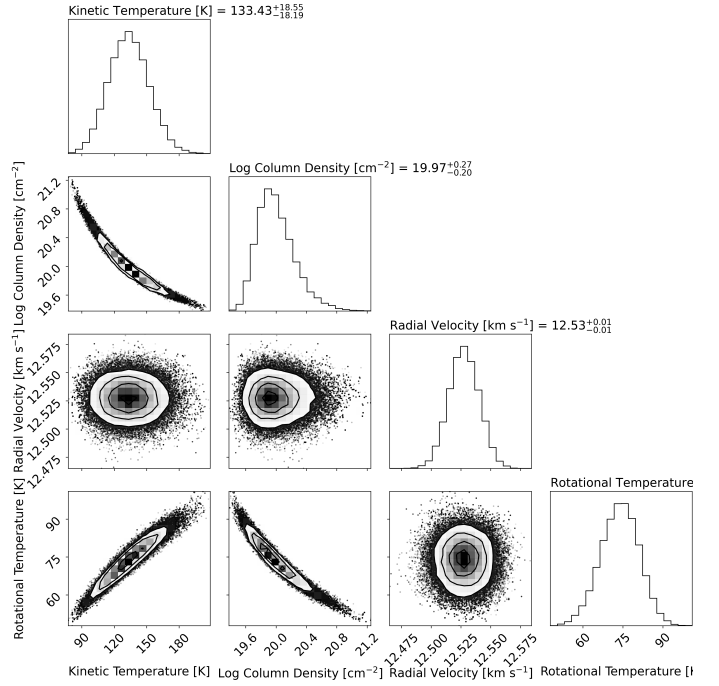 Kinetic Temperature [K] = 133.43$^{+18.55}_{-18.19}$
Log Column Density [cm$^{-2}$] = 19.97$^{+0.27}_{-0.20}$
Log Column Density [cm$^{-2}$]
21.2
20.8
20.4
20.0
19.6
Radial Velocity [km s$^{-1}$] = 12.53$^{+0.01}_{-0.01}$
Radial Velocity [km s$^{-1}$]
12.575
12.550
12.525
12.500
12.475
Rotational Temperature
Rotational Temperature [K]
90
75
60
90 120 150 180
19.6 20.0 20.4 20.8 21.2
12.475 12.500 12.525 12.550 12.575
60 75 90
Kinetic Temperature [K] Log Column Density [cm$^{-2}$] Radial Velocity [km s$^{-1}$] Rotational Temperature [